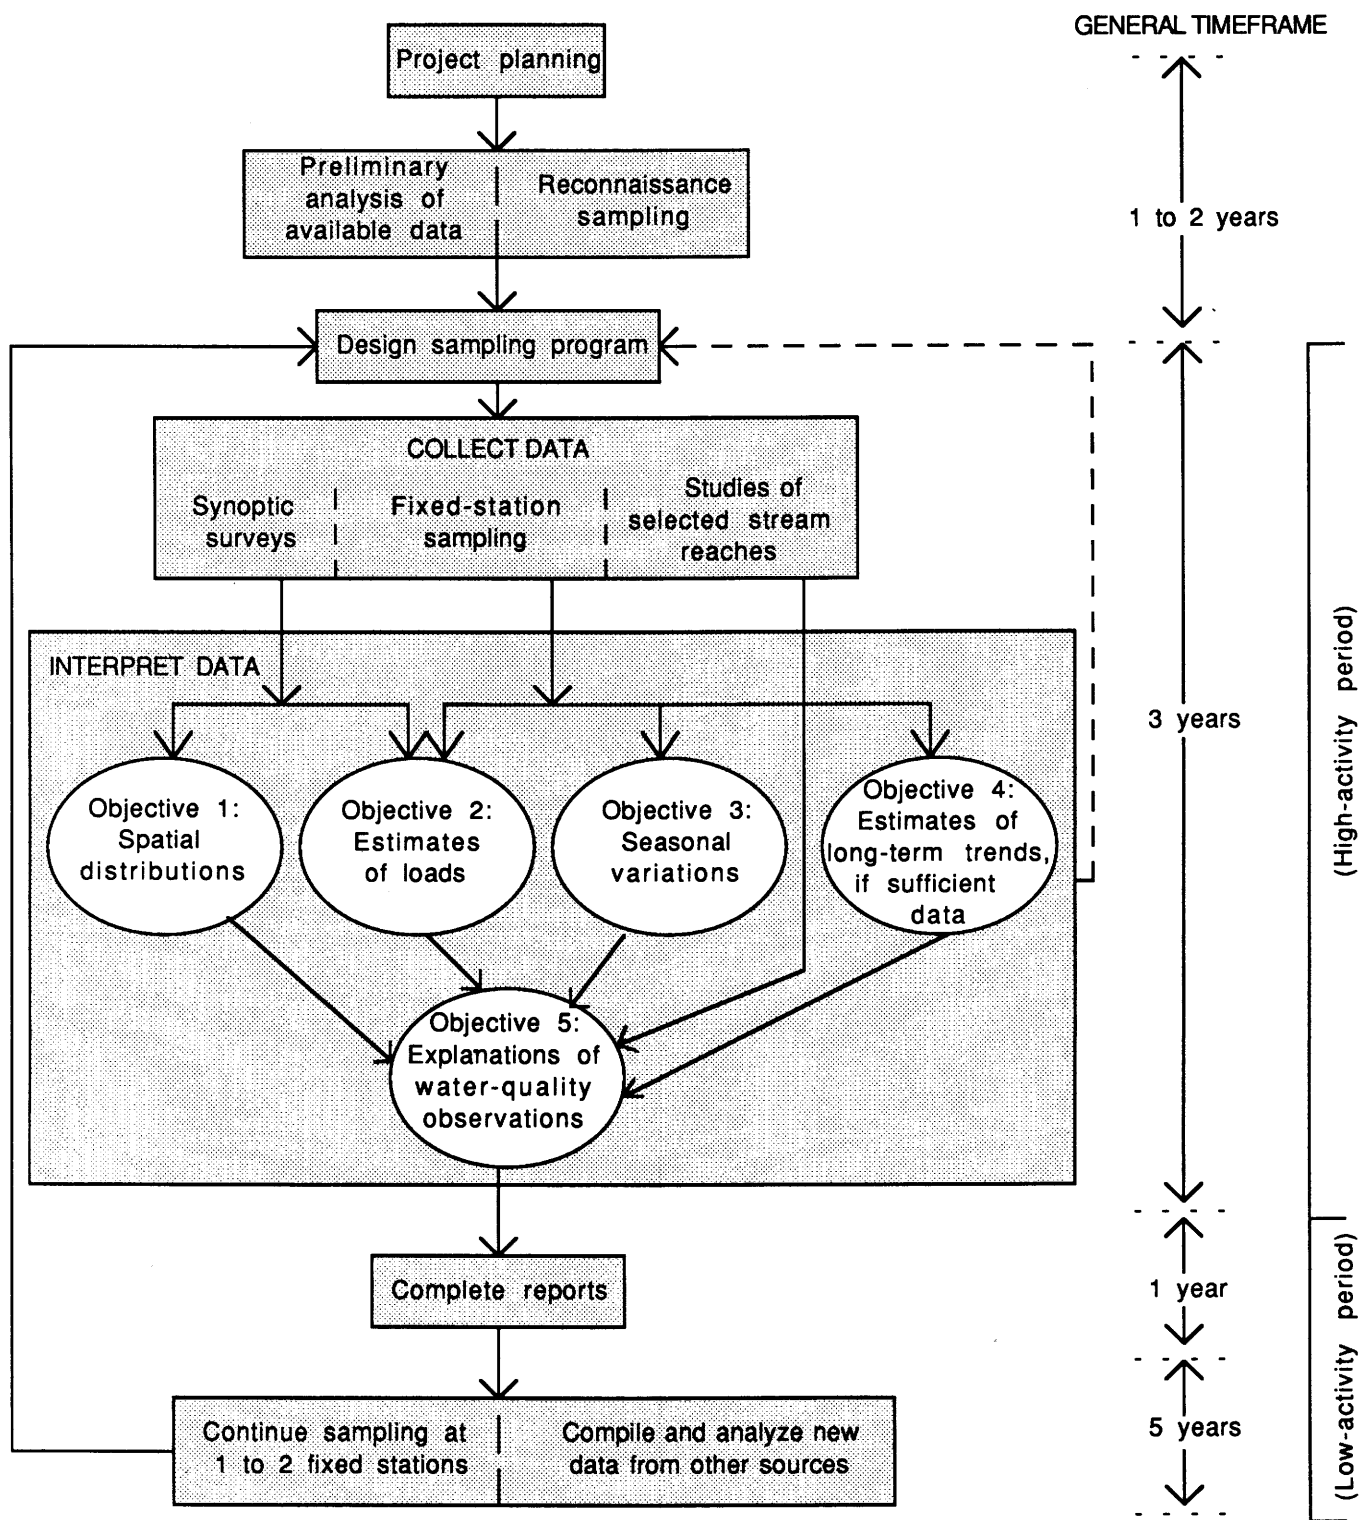 GENERAL TIMEFRAME
Project planning
Preliminary
analysis of
available data
Reconnaissance
sampling
1 to 2 years
Design sampling program
COLLECT DATA
Synoptic
surveys
Fixed-station
sampling
Studies of
selected stream
reaches
INTERPRET DATA
Objective 1:
Spatial
distributions
Objective 2:
Estimates
of loads
Objective 3:
Seasonal
variations
Objective 4:
Estimates of
long-term trends,
if sufficient
data
Objective 5:
Explanations of
water-quality
observations
3 years
(High-activity period)
Complete reports
1 year
Continue sampling at
1 to 2 fixed stations
Compile and analyze new
data from other sources
5 years
(Low-activity period)